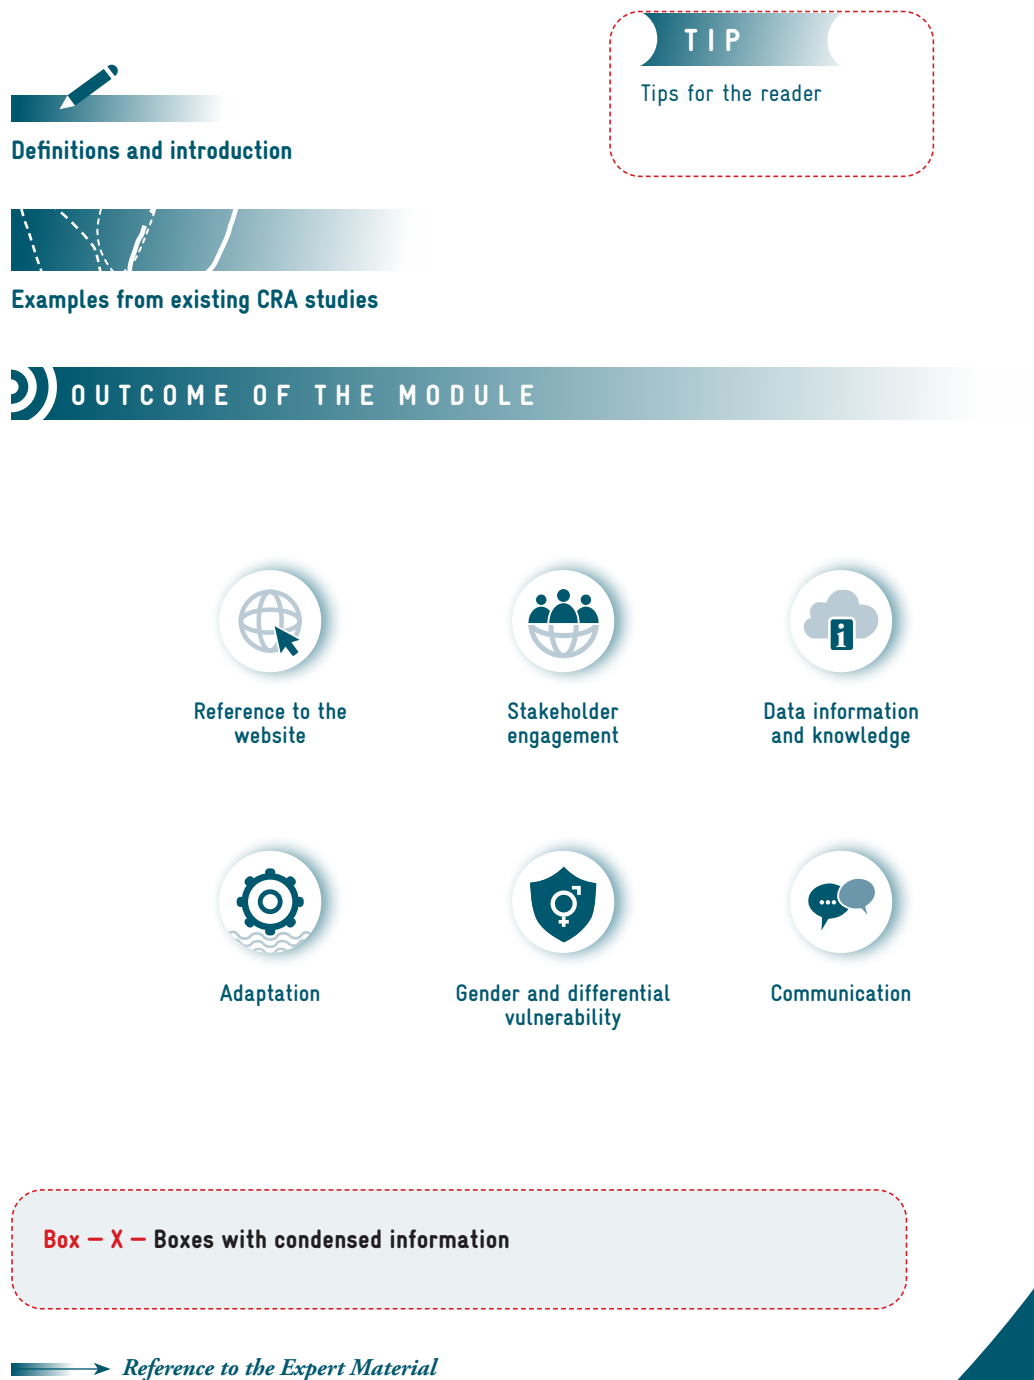 TIP
Tips for the reader
Definitions and introduction
Examples from existing CRA studies
OUTCOME OF THE MODULE
Reference to the
website
Stakeholder
engagement
Data information
and knowledge
Adaptation
Gender and differential
vulnerability
Communication
Box – X – Boxes with condensed information
Reference to the Expert Material